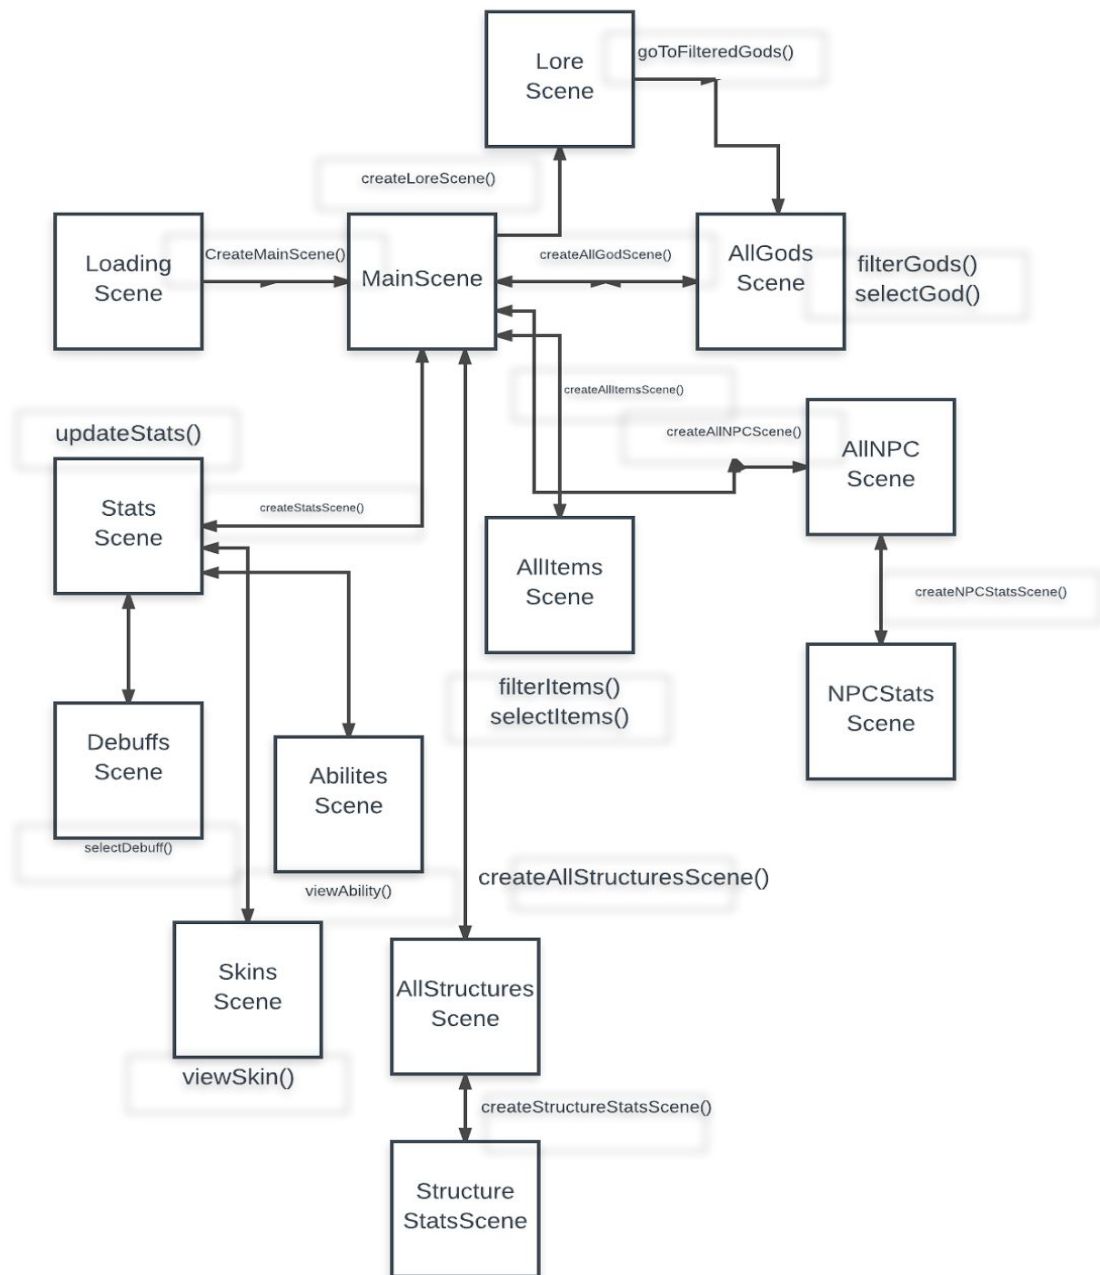 Lore
Scene
goToFilteredGods()
createLoreScene()
Loading
Scene
CreateMainScene()
MainScene
createAllGodScene()
AllGods
Scene
filterGods()
selectGod()
createAllItemsScene()
createAllNPCScene()
AllNPC
Scene
updateStats()
Stats
Scene
createStatsScene()
AllItems
Scene
createNPCStatsScene()
filterItems()
selectItems()
NPCStats
Scene
Debuffs
Scene
selectDebuff()
Abilites
Scene
viewAbility()
createAllStructuresScene()
Skins
Scene
viewSkin()
AllStructures
Scene
createStructureStatsScene()
Structure
StatsScene